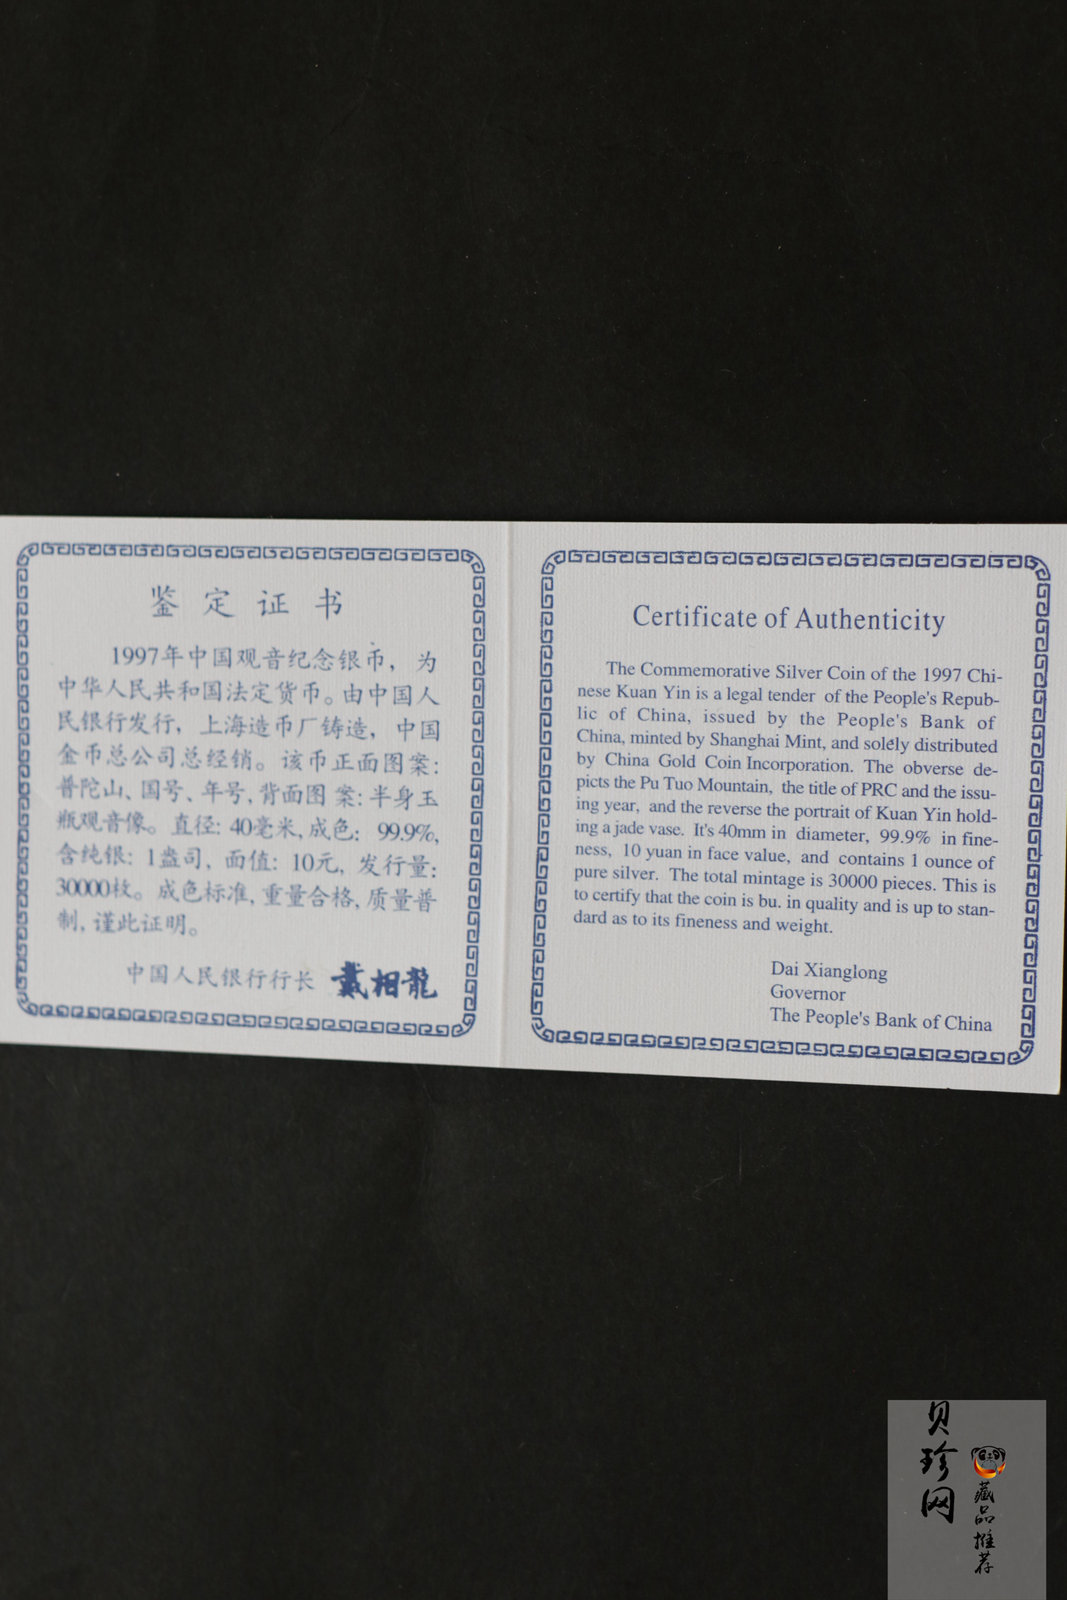 鉴定证书
1997年中国观音纪念银币，为
中华人民共和国法定货币。由中国人
民银行发行，上海造币厂铸造，中国
金币总公司总经销。该币正面图案：
普陀山、国号、年号，背面图案：半身玉
瓶观音像。直径：40毫米，成色：99.9%，
含纯银：1盎司，面值：10元，发行量：
30000枚。成色标准，重量合格，质量普
制，谨此证明。
中国人民银行行长 戴相龍
Certificate of Authenticity
The Commemorative Silver Coin of the 1997 Chi-
nese Kuan Yin is a legal tender of the People's Repub-
lic of China, issued by the People's Bank of
China, minted by Shanghai Mint, and solely distributed
by China Gold Coin Incorporation. The obverse de-
picts the Pu Tuo Mountain, the title of PRC and the issu-
ing year, and the reverse the portrait of Kuan Yin hold-
ing a jade vase. It's 40mm in diameter, 99.9% in fine-
ness, 10 yuan in face value, and contains 1 ounce of
pure silver. The total mintage is 30000 pieces. This is
to certify that the coin is bu. in quality and is up to stan-
dard as to its fineness and weight.
Dai Xianglong
Governor
The People's Bank of China
贝珍网
藏品推荐